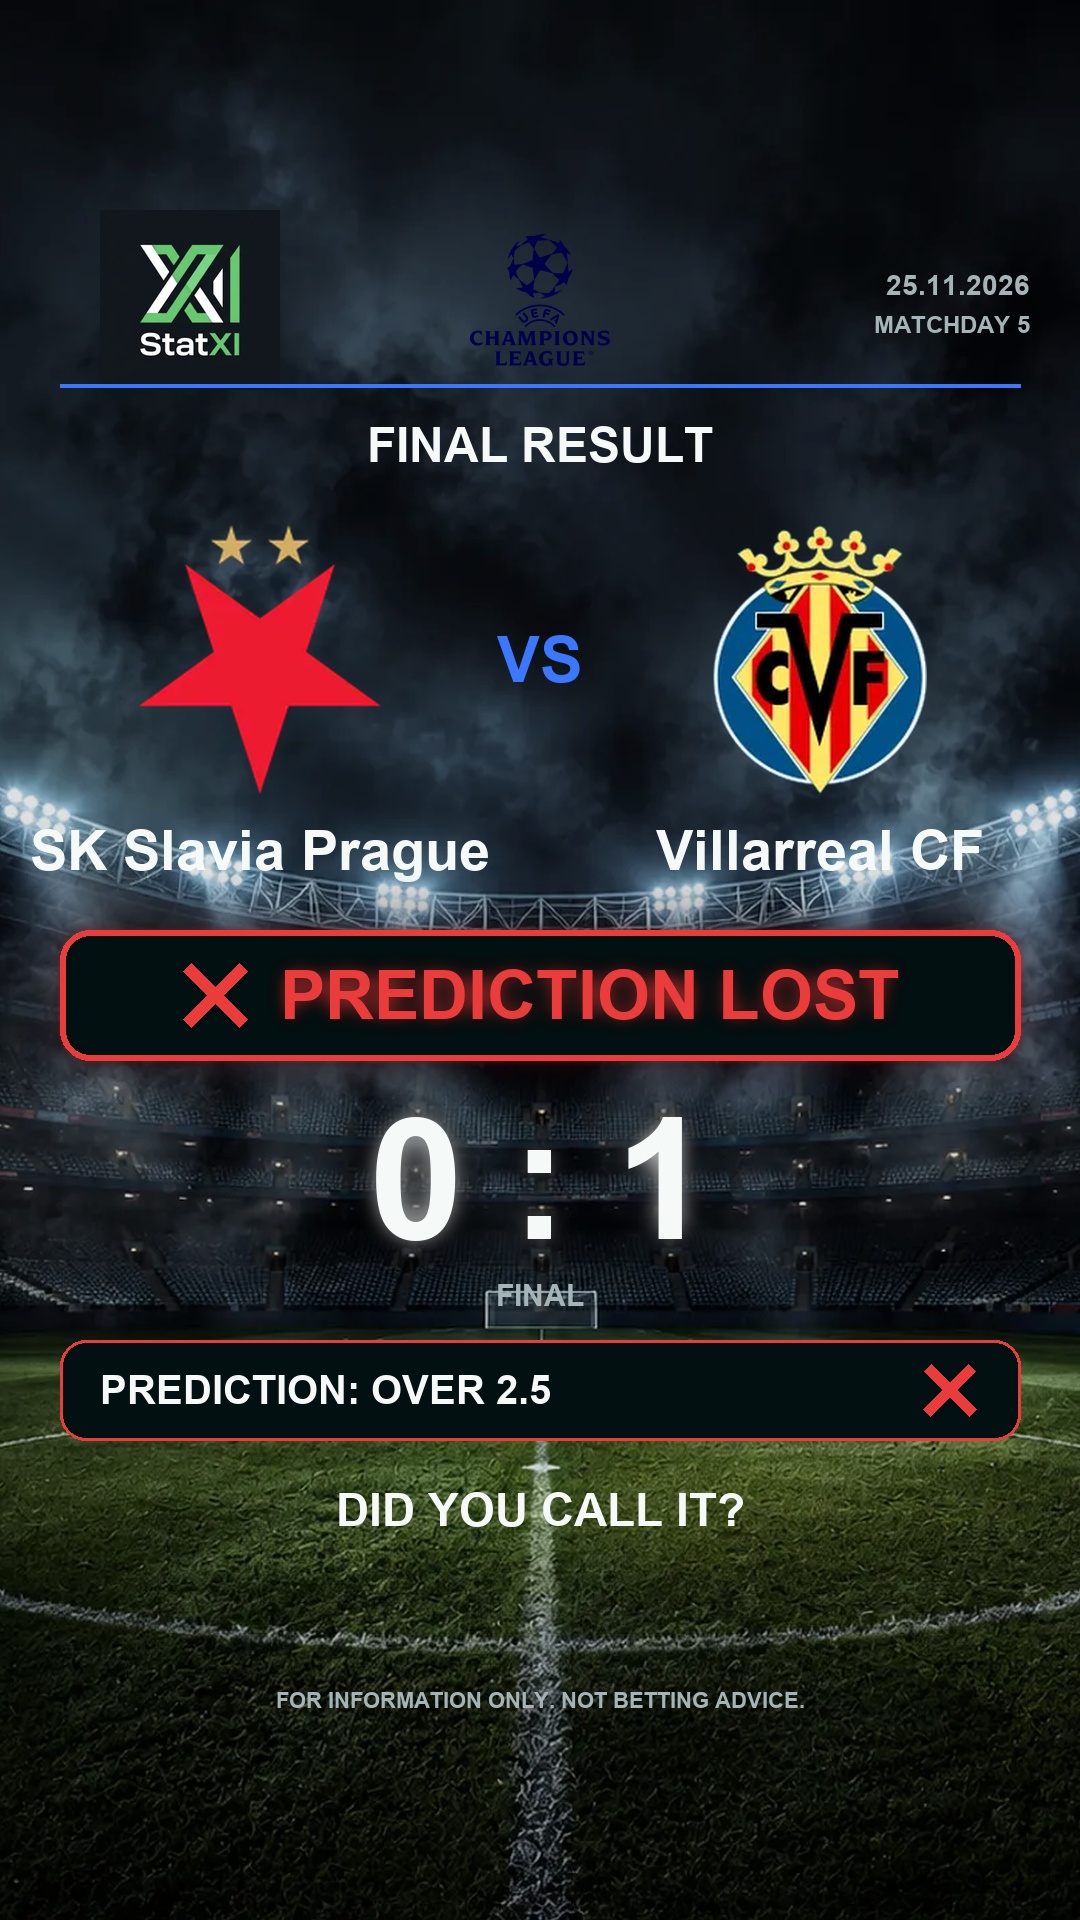 StatXI
UEFA
CHAMPIONS
LEAGUE
25.11.2026
MATCHDAY 5
FINAL RESULT
VS
CVF
SK Slavia Prague
Villarreal CF
PREDICTION LOST
0 : 1
FINAL
PREDICTION: OVER 2.5
DID YOU CALL IT?
FOR INFORMATION ONLY. NOT BETTING ADVICE.